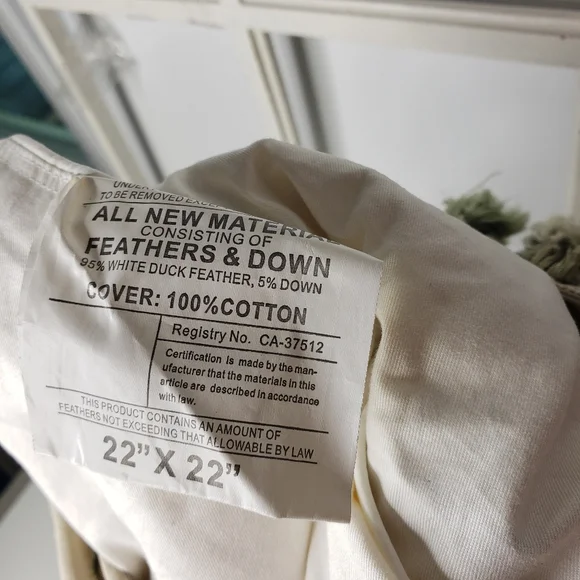 TO BE REMOVED
ALL NEW MATERIAL
CONSISTING OF
FEATHERS & DOWN
95% WHITE DUCK FEATHER, 5% DOWN
COVER: 100%COTTON
Registry No. CA-37512
Certification is made by the man-
ufacturer that the materials in this
article are described in accordance
with law.
THIS PRODUCT CONTAINS AN AMOUNT OF
FEATHERS NOT EXCEEDING THAT ALLOWABLE BY LAW
22” X 22”